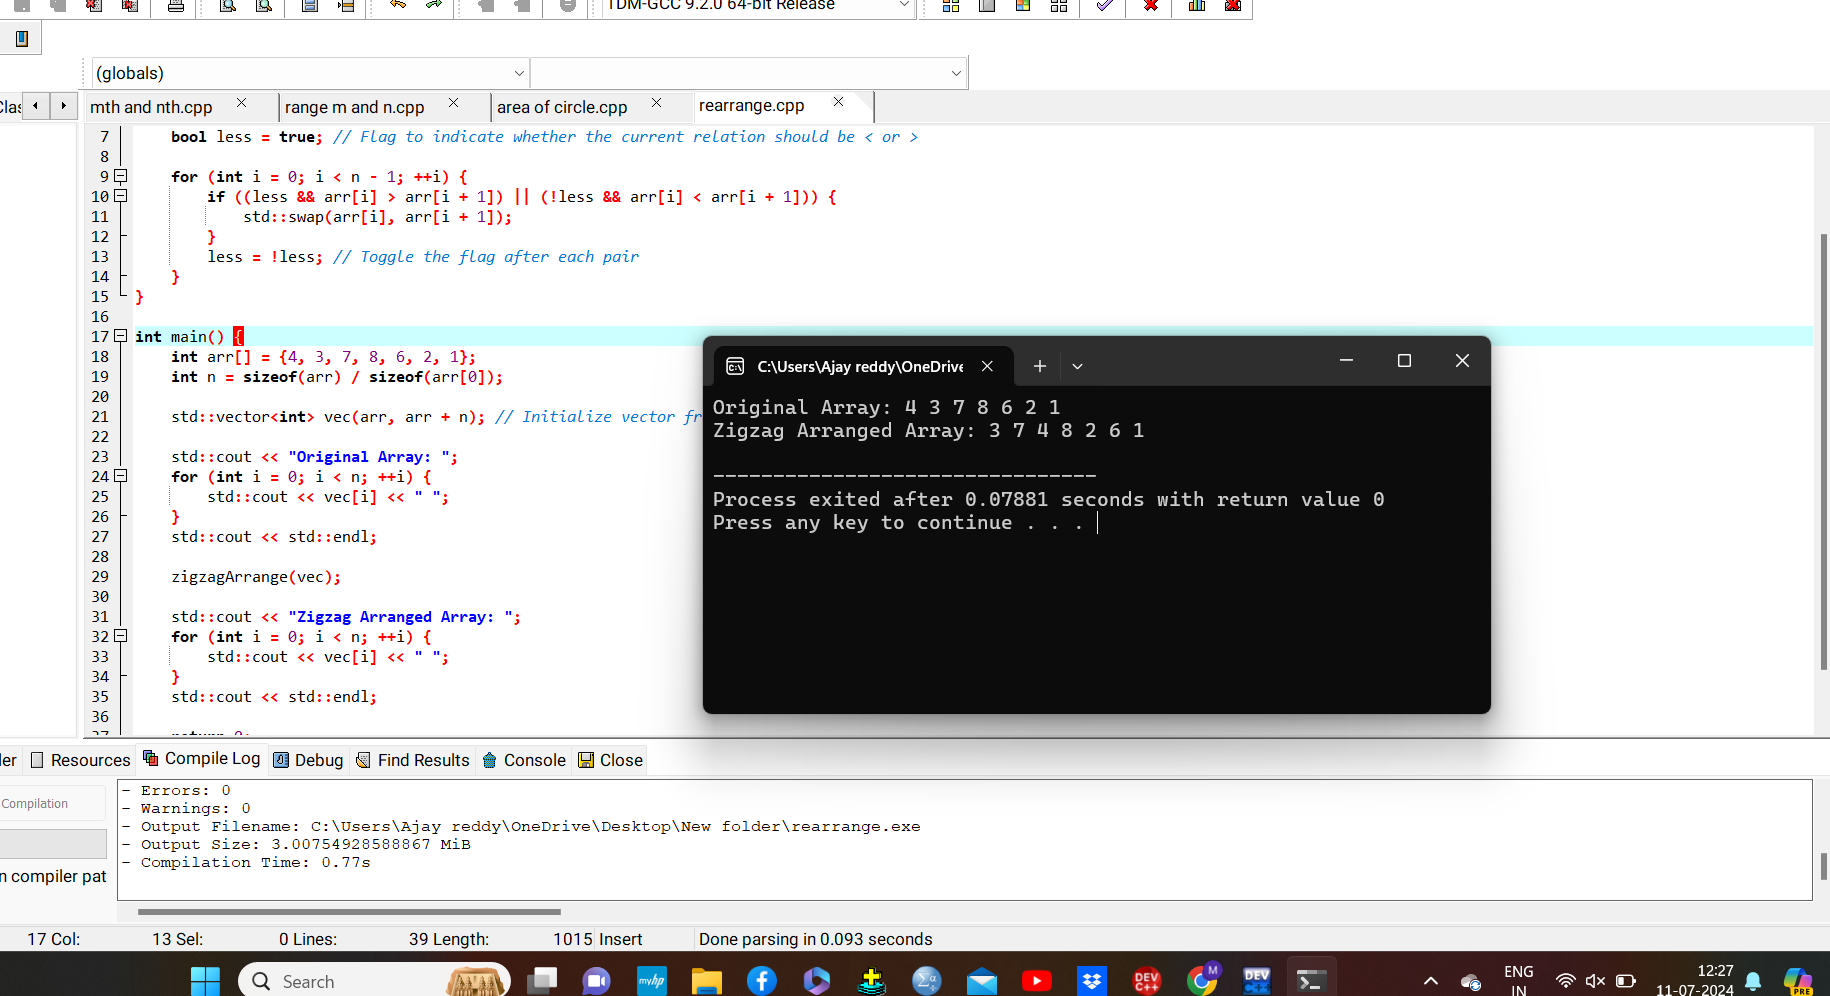 TDM-GCC 9.2.0 64-bit Release
(globals)
mth and nth.cpp
range m and n.cpp
area of circle.cpp
rearrange.cpp
7 bool less = true; // Flag to indicate whether the current relation should be < or >
8
9 for (int i = 0; i < n - 1; ++i) {
10 if ((less && arr[i] > arr[i + 1]) || (!less && arr[i] < arr[i + 1])) {
11 std::swap(arr[i], arr[i + 1]);
12 }
13 less = !less; // Toggle the flag after each pair
14 }
15 }
16
17 int main() {
18 int arr[] = {4, 3, 7, 8, 6, 2, 1};
19 int n = sizeof(arr) / sizeof(arr[0]);
20
21 std::vector<int> vec(arr, arr + n); // Initialize vector fr
22
23 std::cout << "Original Array: ";
24 for (int i = 0; i < n; ++i) {
25 std::cout << vec[i] << " ";
26 }
27 std::cout << std::endl;
28
29 zigzagArrange(vec);
30
31 std::cout << "Zigzag Arranged Array: ";
32 for (int i = 0; i < n; ++i) {
33 std::cout << vec[i] << " ";
34 }
35 std::cout << std::endl;
36
C:\Users\Ajay reddy\OneDrive
Original Array: 4 3 7 8 6 2 1
Zigzag Arranged Array: 3 7 4 8 2 6 1
--------------------------------
Process exited after 0.07881 seconds with return value 0
Press any key to continue . . .
Resources
Compile Log
Debug
Find Results
Console
Close
Compilation
n compiler pat
- Errors: 0
- Warnings: 0
- Output Filename: C:\Users\Ajay reddy\OneDrive\Desktop\New folder\rearrange.exe
- Output Size: 3.00754928588867 MiB
- Compilation Time: 0.77s
17 Col: 13 Sel: 0 Lines: 39 Length: 1015 Insert Done parsing in 0.093 seconds
Search
myhp
DEV C++
M
DEV C++
ENG
IN
12:27
11-07-2024
PRE